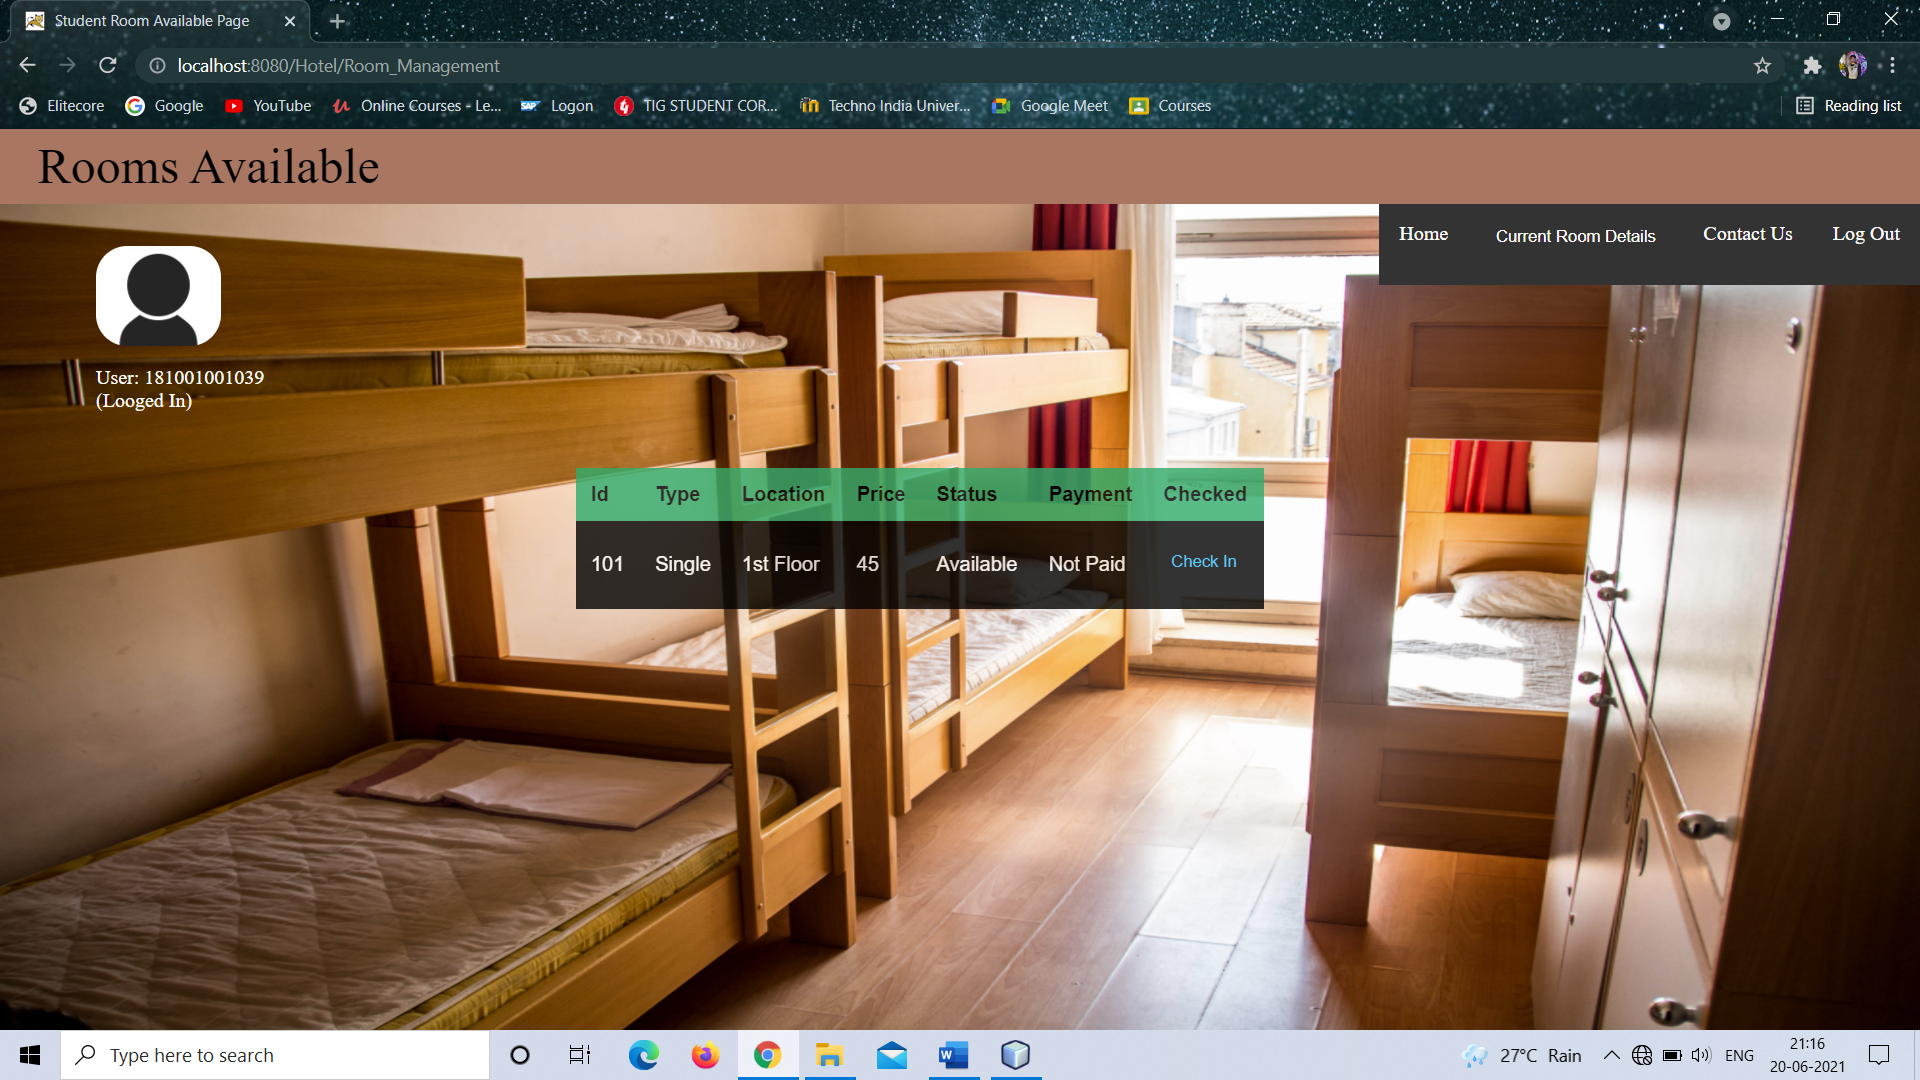 Student Room Available Page
localhost:8080/Hotel/Room_Management
Elitecore Google YouTube Online Courses - Le... SAP Logon TIG STUDENT COR... Techno India Univer... Google Meet Courses Reading list
Rooms Available
Home Current Room Details Contact Us Log Out
User: 181001001039
(Looged In)
Id Type Location Price Status Payment Checked
101 Single 1st Floor 45 Available Not Paid Check In
Type here to search
27°C Rain
ENG
21:16
20-06-2021